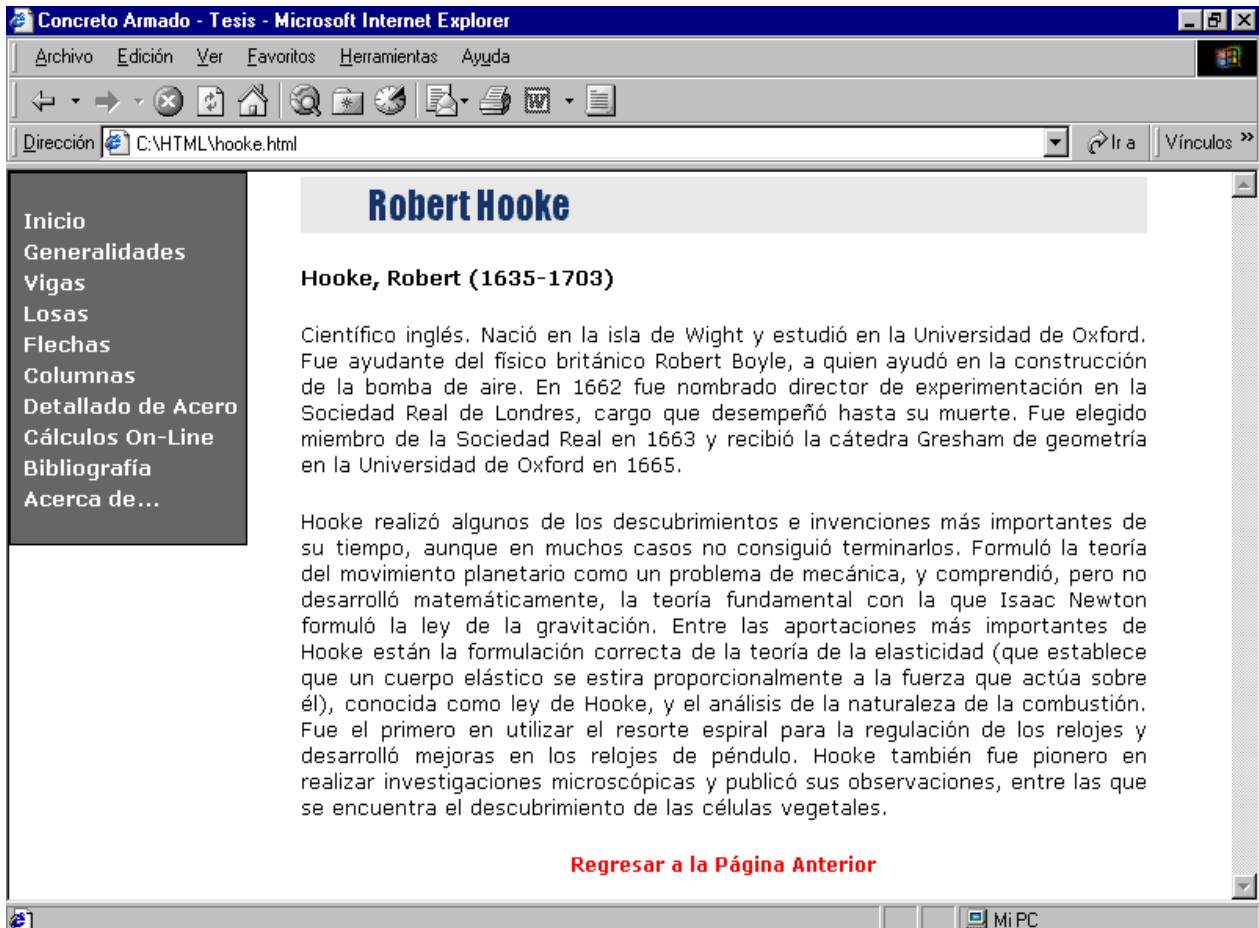 Concreto Armado - Tesis - Microsoft Internet Explorer
Archivo Edición Ver Favoritos Herramientas Ayuda
Dirección C:\HTML\hooke.html Ir a Vínculos »
Inicio
Generalidades
Vigas
Losas
Flechas
Columnas
Detallado de Acero
Cálculos On-Line
Bibliografía
Acerca de...
Robert Hooke
Hooke, Robert (1635-1703)
Científico inglés. Nació en la isla de Wight y estudió en la Universidad de Oxford.
Fue ayudante del físico británico Robert Boyle, a quien ayudó en la construcción
de la bomba de aire. En 1662 fue nombrado director de experimentación en la
Sociedad Real de Londres, cargo que desempeñó hasta su muerte. Fue elegido
miembro de la Sociedad Real en 1663 y recibió la cátedra Gresham de geometría
en la Universidad de Oxford en 1665.
Hooke realizó algunos de los descubrimientos e invenciones más importantes de
su tiempo, aunque en muchos casos no consiguió terminarlos. Formuló la teoría
del movimiento planetario como un problema de mecánica, y comprendió, pero no
desarrolló matemáticamente, la teoría fundamental con la que Isaac Newton
formuló la ley de la gravitación. Entre las aportaciones más importantes de
Hooke están la formulación correcta de la teoría de la elasticidad (que establece
que un cuerpo elástico se estira proporcionalmente a la fuerza que actúa sobre
él), conocida como ley de Hooke, y el análisis de la naturaleza de la combustión.
Fue el primero en utilizar el resorte espiral para la regulación de los relojes y
desarrolló mejoras en los relojes de péndulo. Hooke también fue pionero en
realizar investigaciones microscópicas y publicó sus observaciones, entre las que
se encuentra el descubrimiento de las células vegetales.
Regresar a la Página Anterior
Mi PC